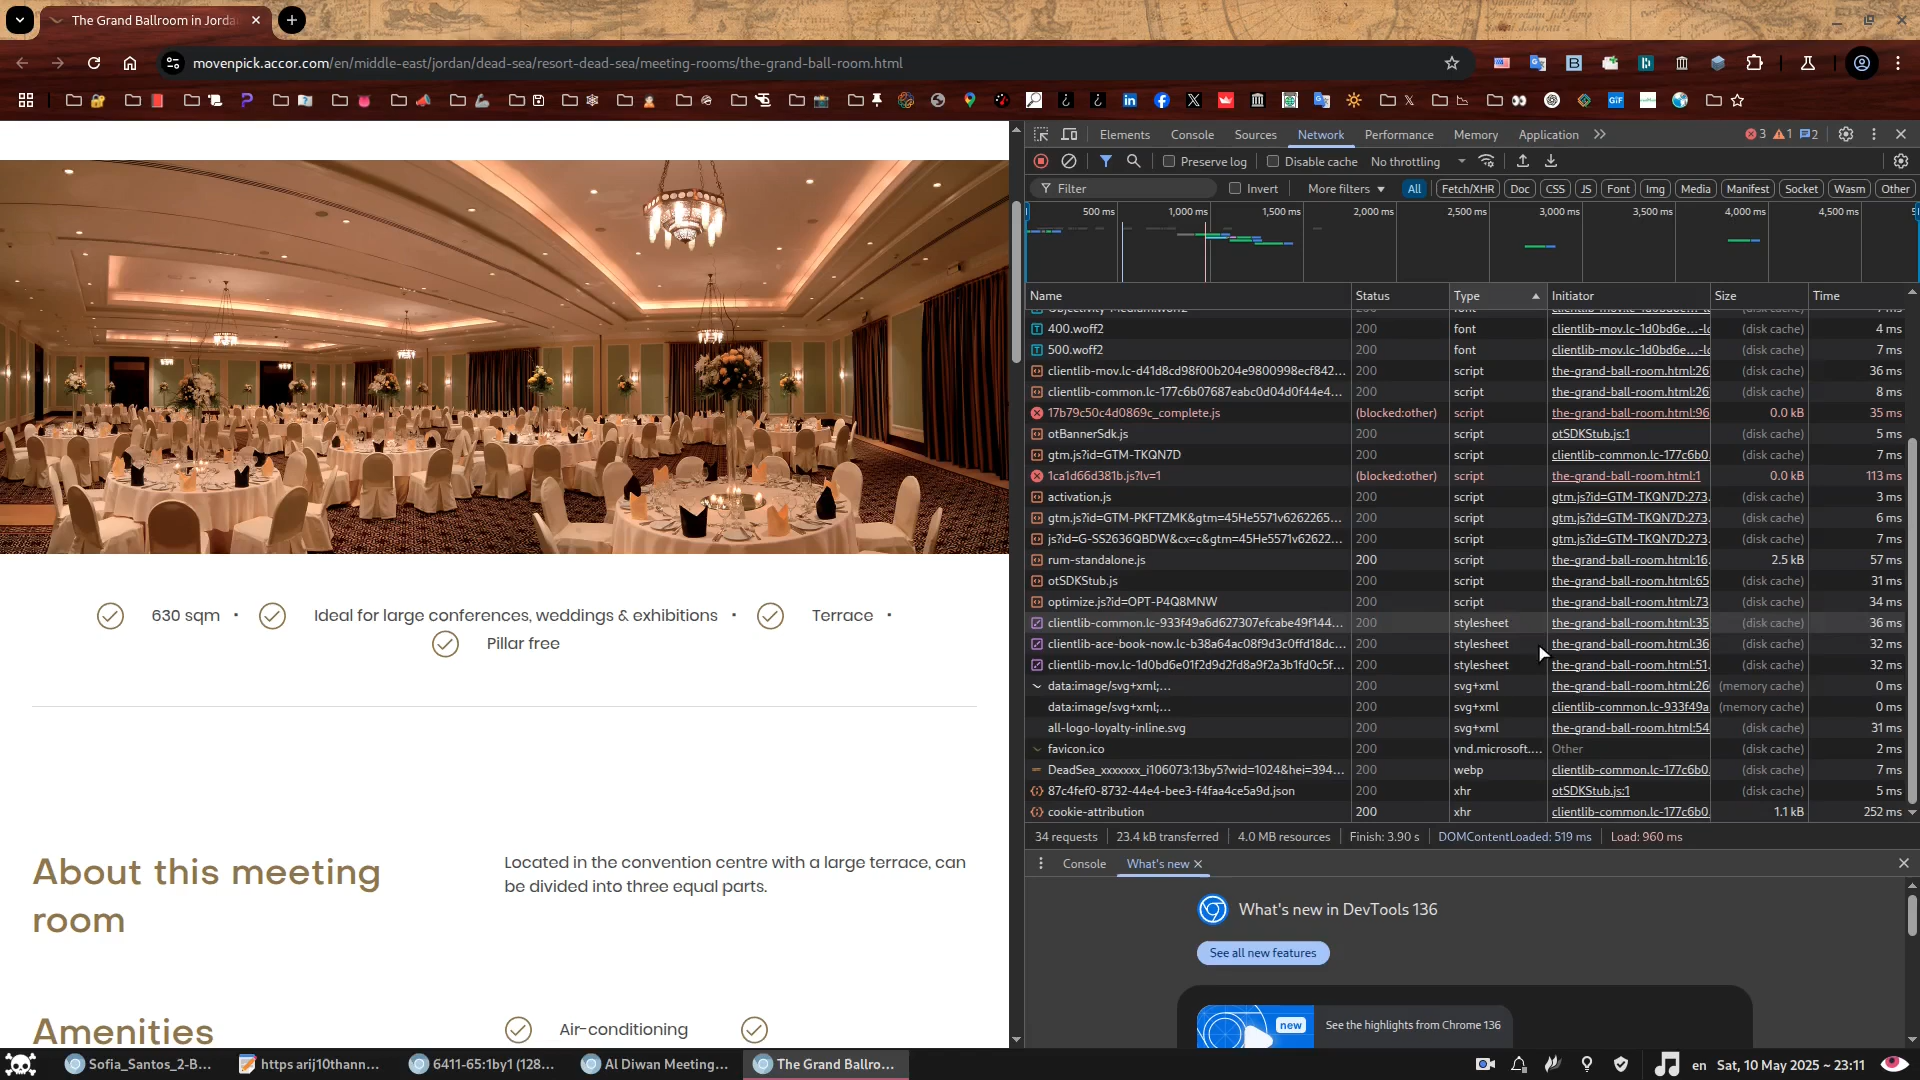 The Grand Ballroom in Jorda
movenpick.accor.com/en/middle-east/jordan/dead-sea/resort-dead-sea/meeting-rooms/the-grand-ball-room.html
630 sqm
Ideal for large conferences, weddings & exhibitions
Terrace
Pillar free
About this meeting
room
Located in the convention centre with a large terrace, can
be divided into three equal parts.
Amenities
Air-conditioning
Elements Console Sources Network Performance Memory Application 3 1 2
Preserve log Disable cache No throttling
Filter Invert More filters All Fetch/XHR Doc CSS JS Font Img Media Manifest Socket Wasm Other
500 ms 1,000 ms 1,500 ms 2,000 ms 2,500 ms 3,000 ms 3,500 ms 4,000 ms 4,500 ms
Name Status Type Initiator Size Time
400.woff2 200 font clientlib-mov.lc-1d0bd6e...-lc (disk cache) 4 ms
500.woff2 200 font clientlib-mov.lc-1d0bd6e...-lc (disk cache) 7 ms
clientlib-mov.lc-d41d8cd98f00b204e9800998ecf842... 200 script the-grand-ball-room.html:26 (disk cache) 36 ms
clientlib-common.lc-177c6b07687eabc0d04d0f44e4... 200 script the-grand-ball-room.html:26 (disk cache) 8 ms
17b79c50c4d0869c_complete.js (blocked:other) script the-grand-ball-room.html:96 0.0 kB 35 ms
otBannerSdk.js 200 script otSDKStub.js:1 (disk cache) 5 ms
gtm.js?id=GTM-TKQN7D 200 script clientlib-common.lc-177c6b0 (disk cache) 7 ms
1ca1d66d381b.js?lv=1 (blocked:other) script the-grand-ball-room.html:1 0.0 kB 113 ms
activation.js 200 script gtm.js?id=GTM-TKQN7D:273 (disk cache) 3 ms
gtm.js?id=GTM-PKFTZMK&gtm=45He5571v6262265... 200 script gtm.js?id=GTM-TKQN7D:273 (disk cache) 6 ms
js?id=G-SS2636QBDW&cx=c&gtm=45He5571v62622... 200 script gtm.js?id=GTM-TKQN7D:273 (disk cache) 7 ms
rum-standalone.js 200 script the-grand-ball-room.html:16 2.5 kB 57 ms
otSDKStub.js 200 script the-grand-ball-room.html:65 (disk cache) 31 ms
optimize.js?id=OPT-P4Q8MNW 200 script the-grand-ball-room.html:73 (disk cache) 34 ms
clientlib-common.lc-933f49a6d627307efcabe49f144... 200 stylesheet the-grand-ball-room.html:35 (disk cache) 36 ms
clientlib-ace-book-now.lc-b38a64ac08f9d3c0ffd18dc... 200 stylesheet the-grand-ball-room.html:36 (disk cache) 32 ms
clientlib-mov.lc-1d0bd6e01f2d9d2fd8a9f2a3b1fd0c5f... 200 stylesheet the-grand-ball-room.html:51 (disk cache) 32 ms
data:image/svg+xml;... 200 svg+xml the-grand-ball-room.html:26 (memory cache) 0 ms
data:image/svg+xml;... 200 svg+xml clientlib-common.lc-933f49a (memory cache) 0 ms
all-logo-loyalty-inline.svg 200 svg+xml the-grand-ball-room.html:54 (disk cache) 31 ms
favicon.ico 200 vnd.microsoft.... Other (disk cache) 2 ms
DeadSea_xxxxxxx_i106073:13by5?wid=1024&hei=394... 200 webp clientlib-common.lc-177c6b0 (disk cache) 7 ms
87c4fef0-8732-44e4-bee3-f4faa4ce5a9d.json 200 xhr otSDKStub.js:1 (disk cache) 5 ms
cookie-attribution 200 xhr clientlib-common.lc-177c6b0 1.1 kB 252 ms
34 requests 23.4 kB transferred 4.0 MB resources Finish: 3.90 s DOMContentLoaded: 519 ms Load: 960 ms
Console What's new
What's new in DevTools 136
See all new features
new See the highlights from Chrome 136
Sofia_Santos_2-B... https arij10thann... 6411-65:1by1 (128... Al Diwan Meeting... The Grand Ballro... en Sat, 10 May 2025 ~ 23:11